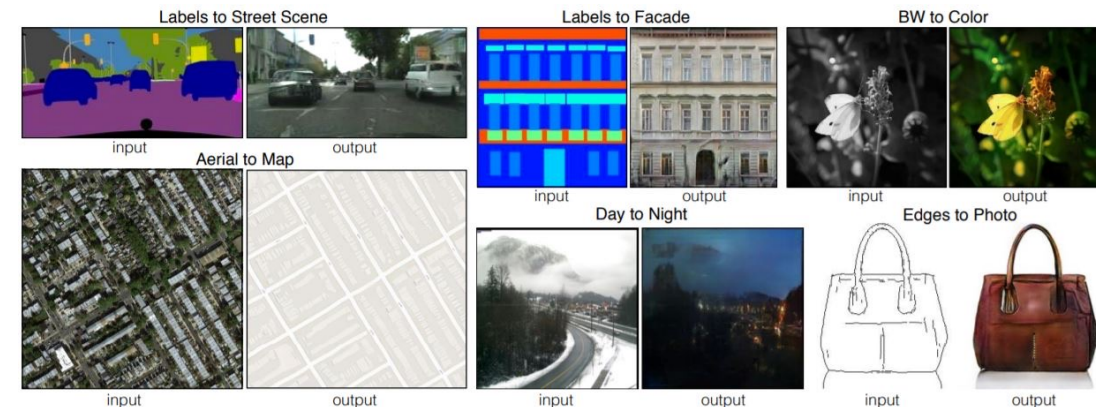 Labels to Street Scene
input
output
Aerial to Map
input
output
Labels to Facade
input
output
BW to Color
input
output
Day to Night
input
output
Edges to Photo
input
output